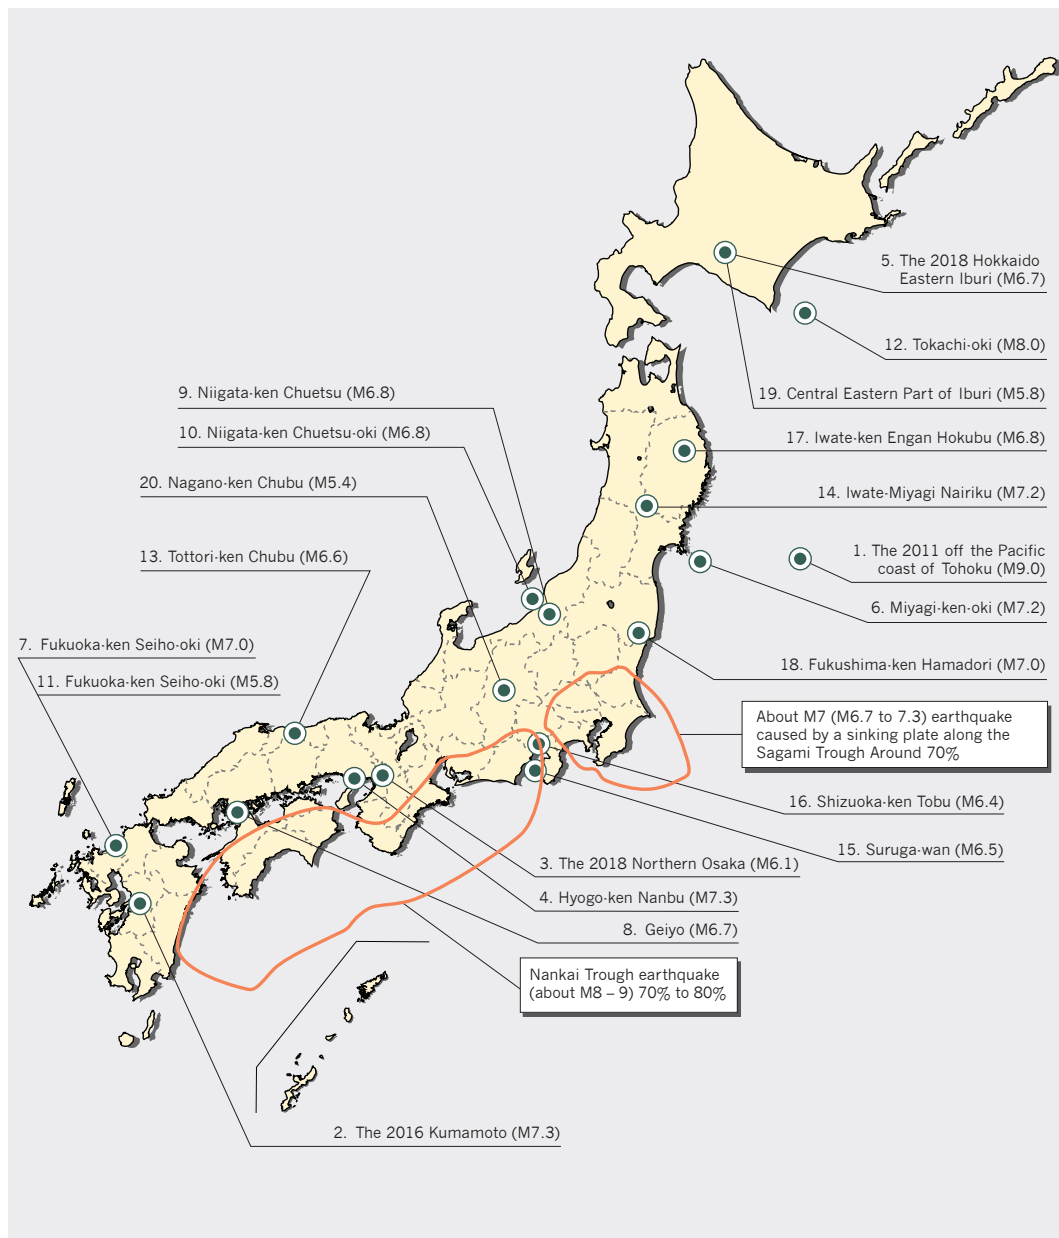 5. The 2018 Hokkaido
Eastern Iburi (M6.7)
12. Tokachi-oki (M8.0)
19. Central Eastern Part of Iburi (M5.8)
9. Niigata-ken Chuetsu (M6.8)
10. Niigata-ken Chuetsu-oki (M6.8)
17. Iwate-ken Engan Hokubu (M6.8)
20. Nagano-ken Chubu (M5.4)
14. Iwate-Miyagi Nairiku (M7.2)
13. Tottori-ken Chubu (M6.6)
1. The 2011 off the Pacific
coast of Tohoku (M9.0)
6. Miyagi-ken-oki (M7.2)
7. Fukuoka-ken Seiho-oki (M7.0)
11. Fukuoka-ken Seiho-oki (M5.8)
18. Fukushima-ken Hamadori (M7.0)
About M7 (M6.7 to 7.3) earthquake
caused by a sinking plate along the
Sagami Trough Around 70%
16. Shizuoka-ken Tobu (M6.4)
15. Suruga-wan (M6.5)
3. The 2018 Northern Osaka (M6.1)
4. Hyogo-ken Nanbu (M7.3)
8. Geiyo (M6.7)
Nankai Trough earthquake
(about M8 – 9) 70% to 80%
2. The 2016 Kumamoto (M7.3)